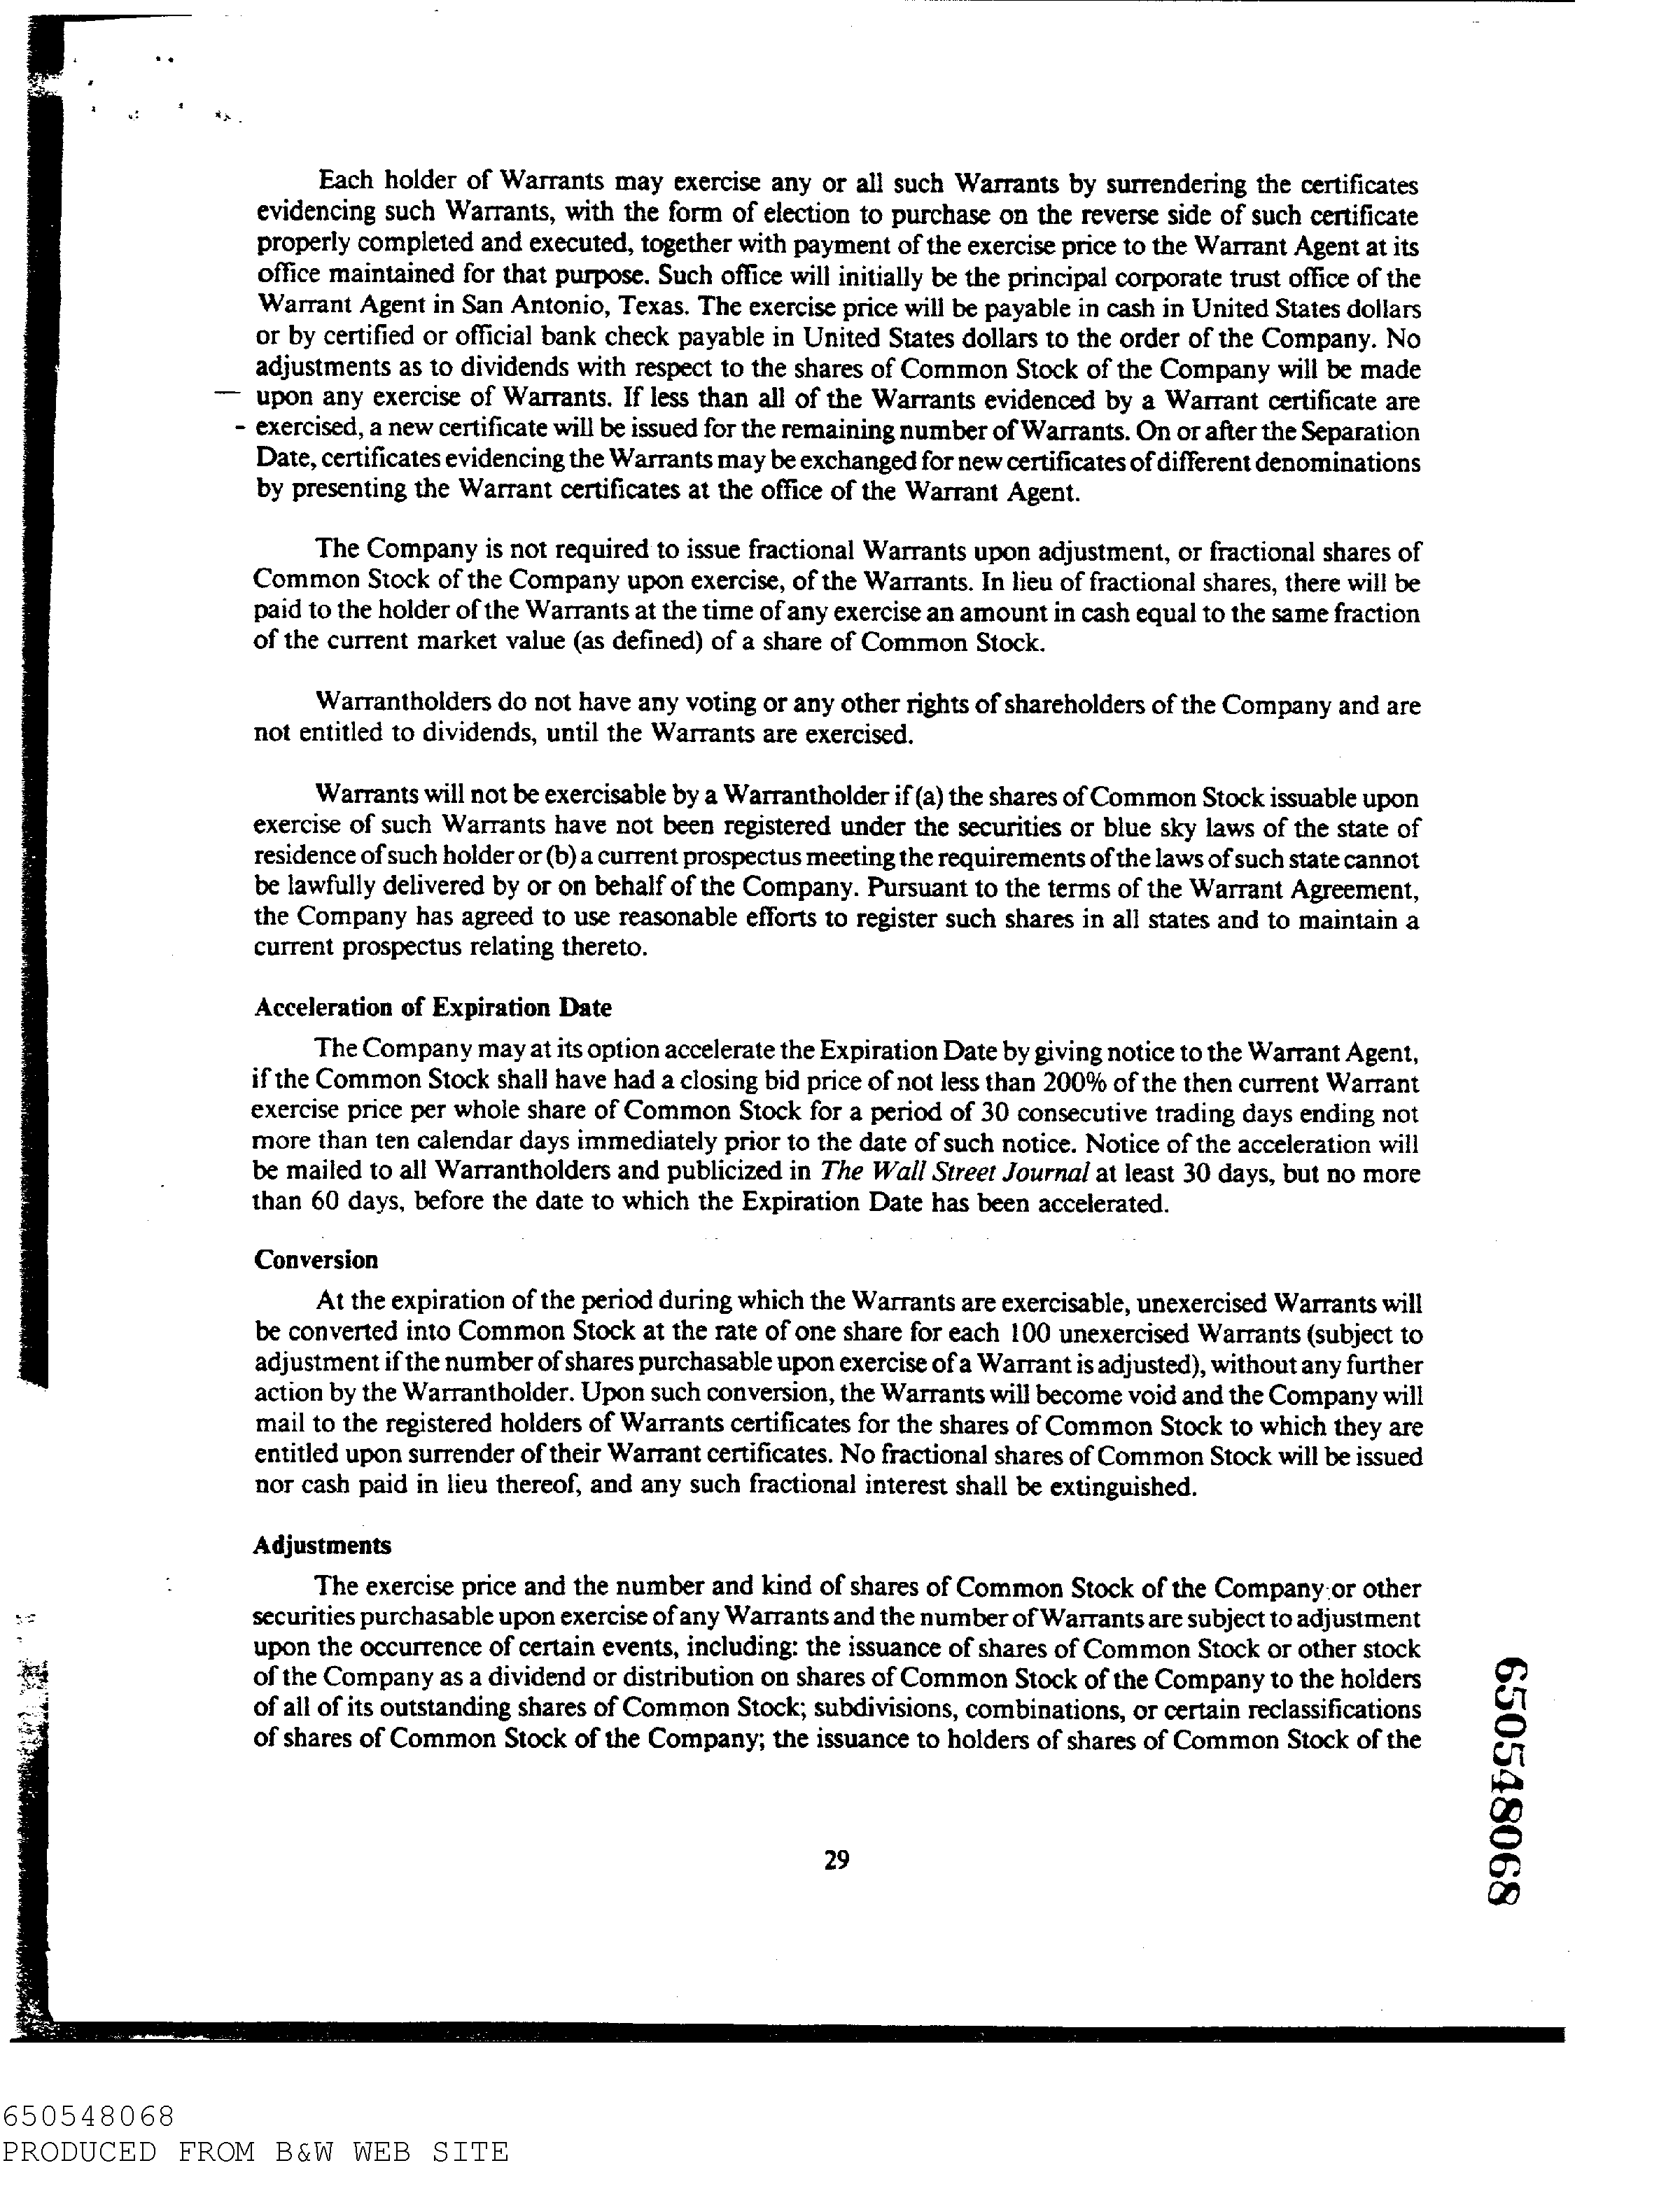 Each holder of Warrants may exercise any or all such Warrants by surrendering the certificates
evidencing such Warrants, with the form of election to purchase on the reverse side of such certificate
properly completed and executed, together with payment of the exercise price to the Warrant Agent at its
office maintained for that purpose. Such office will initially be the principal corporate trust office of the
Warrant Agent in San Antonio, Texas. The exercise price will be payable in cash in United States dollars
or by certified or official bank check payable in United States dollars to the order of the Company. No
adjustments as to dividends with respect to the shares of Common Stock of the Company will be made
upon any exercise of Warrants. If less than all of the Warrants evidenced by a Warrant certificate are
exercised, a new certificate will be issued for the remaining number of Warrants. On or after the Separation
Date, certificates evidencing the Warrants may be exchanged for new certificates of different denominations
by presenting the Warrant certificates at the office of the Warrant Agent.
The Company is not required to issue fractional Warrants upon adjustment, or fractional shares of
Common Stock of the Company upon exercise, of the Warrants. In lieu of fractional shares, there will be
paid to the holder of the Warrants at the time of any exercise an amount in cash equal to the same fraction
of the current market value (as defined) of a share of Common Stock.
Warrantholders do not have any voting or any other rights of shareholders of the Company and are
not entitled to dividends, until the Warrants are exercised.
Warrants will not be exercisable by a Warrantholder if (a) the shares of Common Stock issuable upon
exercise of such Warrants have not been registered under the securities or blue sky laws of the state of
residence of such holder or (b) a current prospectus meeting the requirements of the laws of such state cannot
be lawfully delivered by or on behalf of the Company. Pursuant to the terms of the Warrant Agreement,
the Company has agreed to use reasonable efforts to register such shares in all states and to maintain a
current prospectus relating thereto.
Acceleration of Expiration Date
The Company may at its option accelerate the Expiration Date by giving notice to the Warrant Agent,
if the Common Stock shall have had a closing bid price of not less than 200% of the then current Warrant
exercise price per whole share of Common Stock for a period of 30 consecutive trading days ending not
more than ten calendar days immediately prior to the date of such notice. Notice of the acceleration will
be mailed to all Warrantholders and publicized in The Wall Street Journal at least 30 days, but no more
than 60 days, before the date to which the Expiration Date has been accelerated.
Conversion
At the expiration of the period during which the Warrants are exercisable, unexercised Warrants will
be converted into Common Stock at the rate of one share for each 100 unexercised Warrants (subject to
adjustment if the number of shares purchasable upon exercise of a Warrant is adjusted), without any further
action by the Warrantholder. Upon such conversion, the Warrants will become void and the Company will
mail to the registered holders of Warrants certificates for the shares of Common Stock to which they are
entitled upon surrender of their Warrant certificates. No fractional shares of Common Stock will be issued
nor cash paid in lieu thereof, and any such fractional interest shall be extinguished.
Adjustments
The exercise price and the number and kind of shares of Common Stock of the Company or other
securities purchasable upon exercise of any Warrants and the number of Warrants are subject to adjustment
upon the occurrence of certain events, including: the issuance of shares of Common Stock or other stock
of the Company as a dividend or distribution on shares of Common Stock of the Company to the holders
of all of its outstanding shares of Common Stock; subdivisions, combinations, or certain reclassifications
of shares of Common Stock of the Company; the issuance to holders of shares of Common Stock of the
29
650548068
650548068
PRODUCED FROM B&W WEB SITE